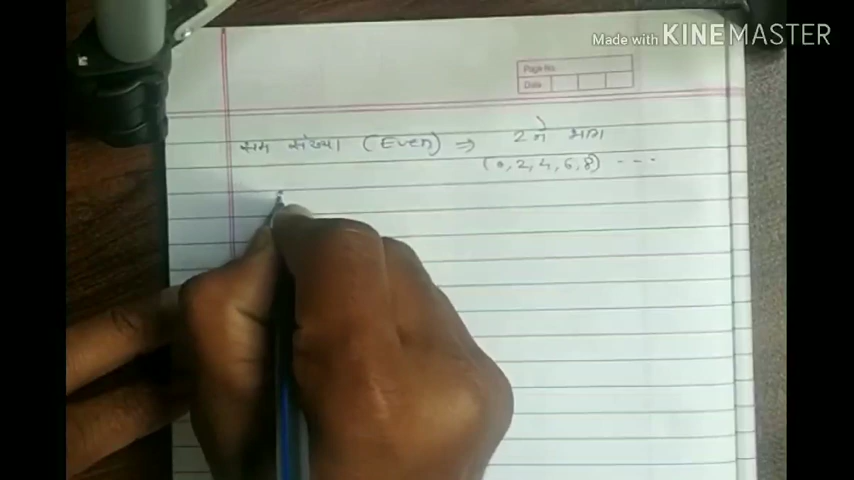 Made with KINEMASTER
Page No.
Date
सम संख्या (Even) ⇒ 2 ने भाग
(0, 2, 4, 6, 8) ----